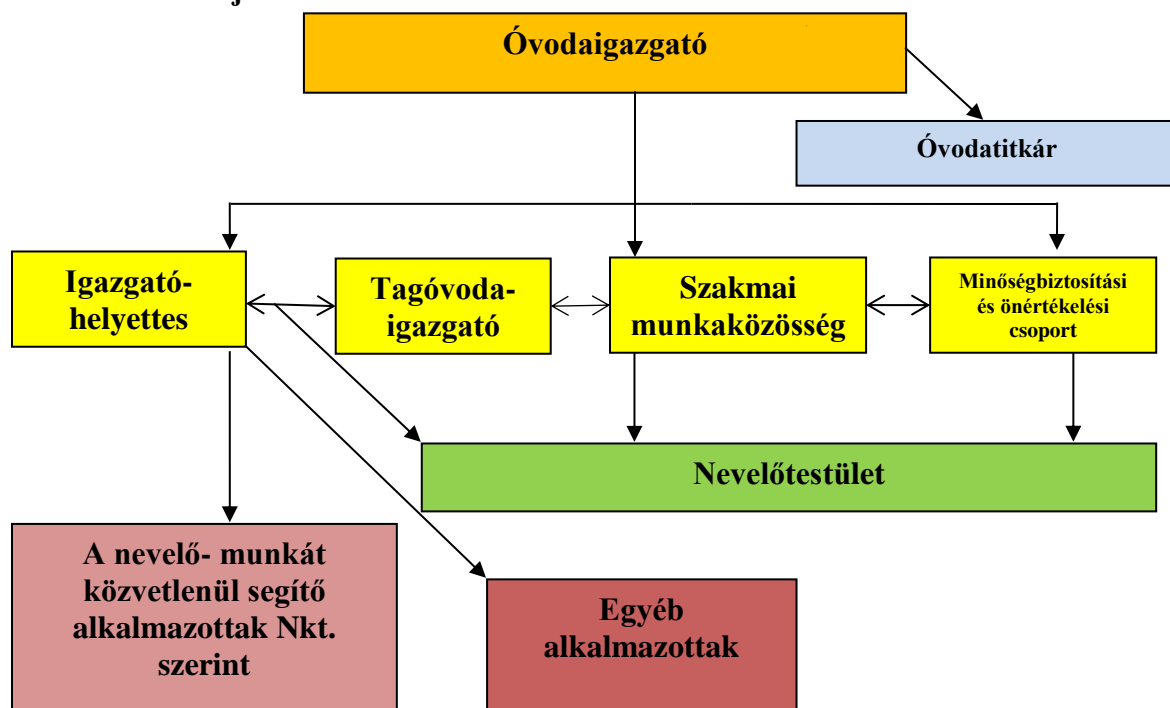 Óvodaigazgató
Óvodatitkár
Igazgató-
helyettes
Tagóvoda-
igazgató
Szakmai
munkaközösség
Minőségbiztosítási
és önértékelési
csoport
Nevelőtestület
A nevelő- munkát
közvetlenül segítő
alkalmazottak Nkt.
szerint
Egyéb
alkalmazottak